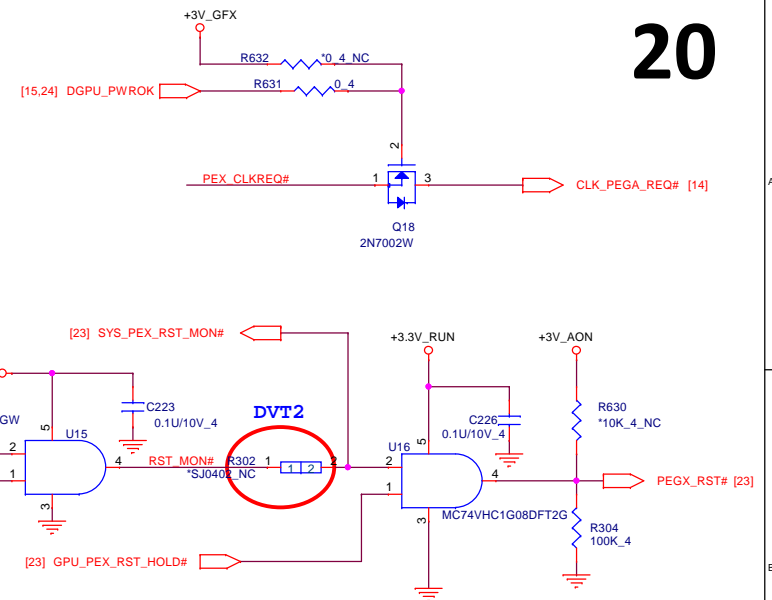 +3V_GFX
20
R632
*0_4_NC
[15,24] DGPU_PWROK
R631
0_4
2
PEX_CLKREQ#
1
3
CLK_PEGA_REQ# [14]
A
Q18
2N7002W
[23] SYS_PEX_RST_MON#
+3.3V_RUN
+3V_AON
C223
0.1U/10V_4
DVT2
C226
0.1U/10V_4
R630
*10K_4_NC
GW
5
U15
2
1
4
RST_MON#
R302
*SJ0402_NC
1
1 2
2
2
1
U16
5
4
3
3
PEGX_RST# [23]
MC74VHC1G08DFT2G
R304
100K_4
[23] GPU_PEX_RST_HOLD#